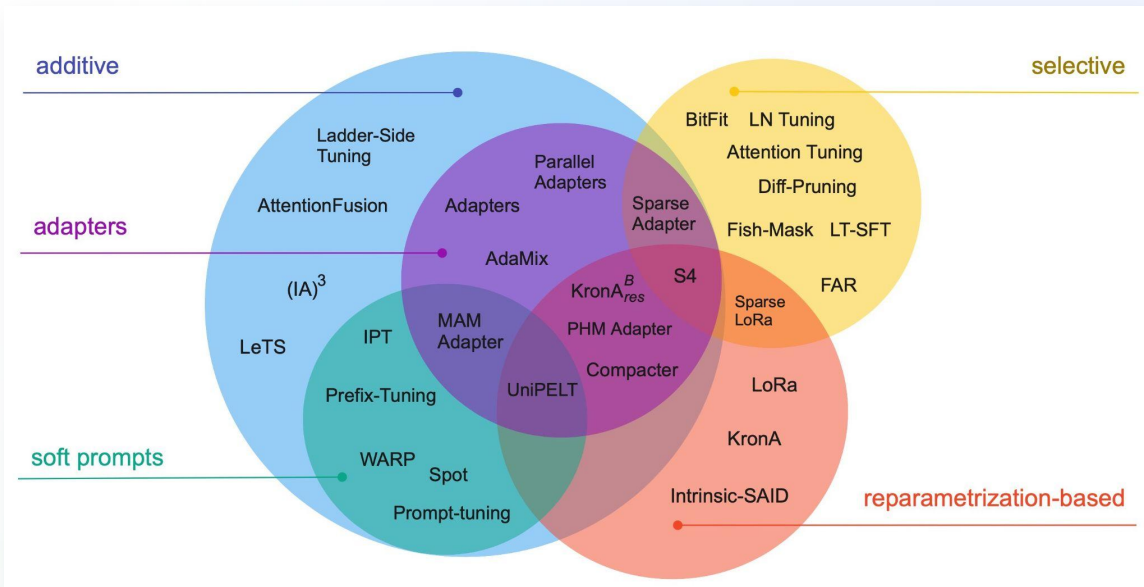 additive
selective
BitFit LN Tuning
Ladder-Side
Tuning
Attention Tuning
Parallel
Adapters
Diff-Pruning
AttentionFusion
Adapters
Sparse
Adapter
adapters
Fish-Mask LT-SFT
AdaMix
S4
(IA)³
KronA^B_res
FAR
Sparse
LoRa
MAM
Adapter
PHM Adapter
IPT
LeTS
Compacter
UniPELT
LoRa
Prefix-Tuning
KronA
soft prompts
WARP
Spot
Intrinsic-SAID
reparametrization-based
Prompt-tuning